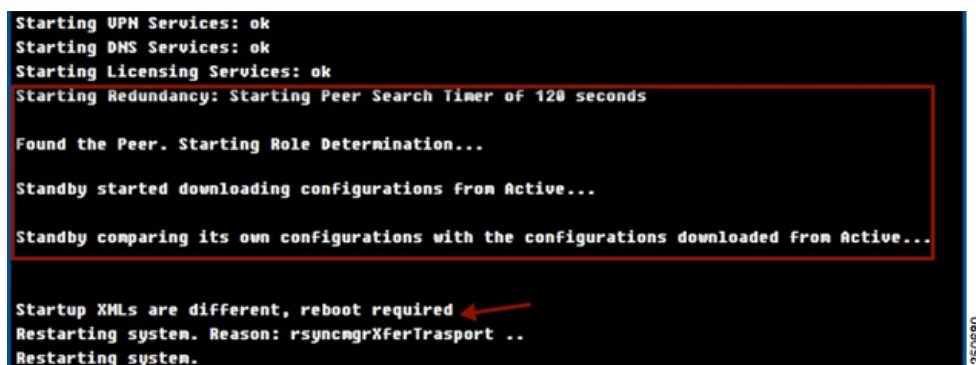 Starting VPN Services: ok
Starting DNS Services: ok
Starting Licensing Services: ok
Starting Redundancy: Starting Peer Search Timer of 120 seconds
Found the Peer. Starting Role Determination...
Standby started downloading configurations from Active...
Standby comparing its own configurations with the configurations downloaded from Active...
Startup XMLs are different, reboot required
Restarting system. Reason: rsyncmgrXferTrasport ..
Restarting system.